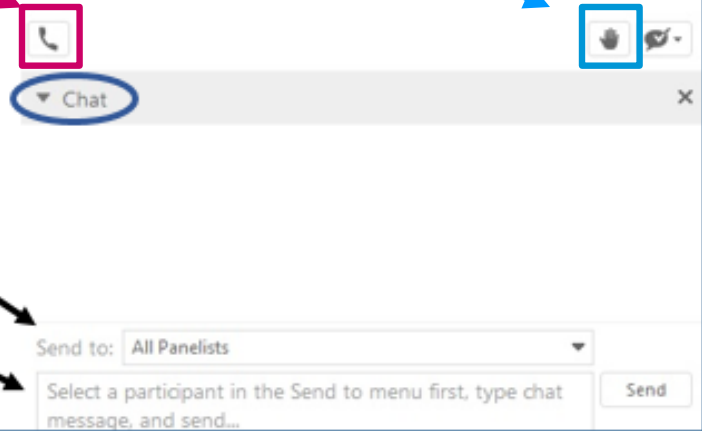 Chat
Send to: All Panelists
Select a participant in the Send to menu first, type chat
message, and send...
Send